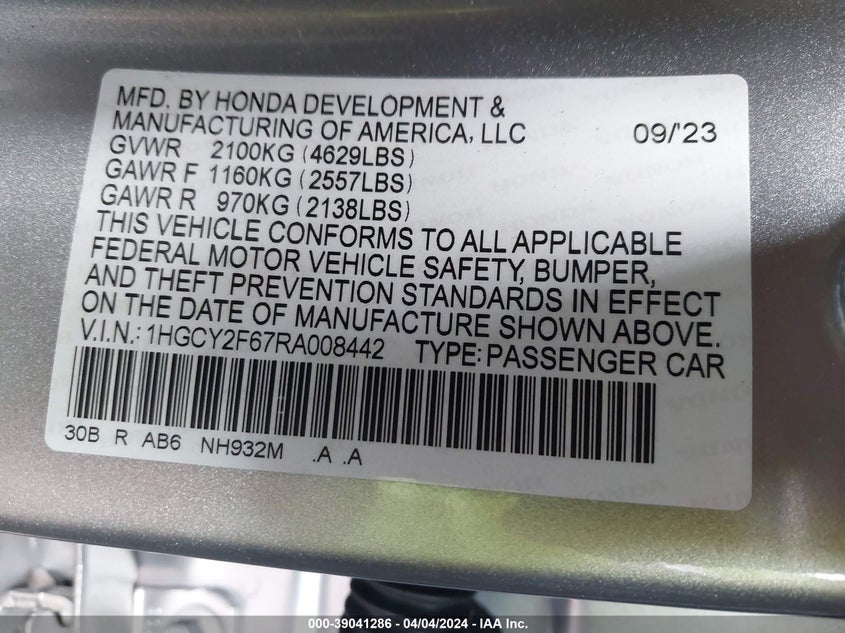 MFD. BY HONDA DEVELOPMENT &
MANUFACTURING OF AMERICA, LLC 09/'23
GVWR 2100KG (4629LBS)
GAWR F 1160KG (2557LBS)
GAWR R 970KG (2138LBS)
THIS VEHICLE CONFORMS TO ALL APPLICABLE
FEDERAL MOTOR VEHICLE SAFETY, BUMPER,
AND THEFT PREVENTION STANDARDS IN EFFECT
ON THE DATE OF MANUFACTURE SHOWN ABOVE.
V.I.N.: 1HGCY2F67RA008442 TYPE: PASSENGER CAR
30B R AB6 NH932M .A .A
000-39041286 - 04/04/2024 - IAA Inc.